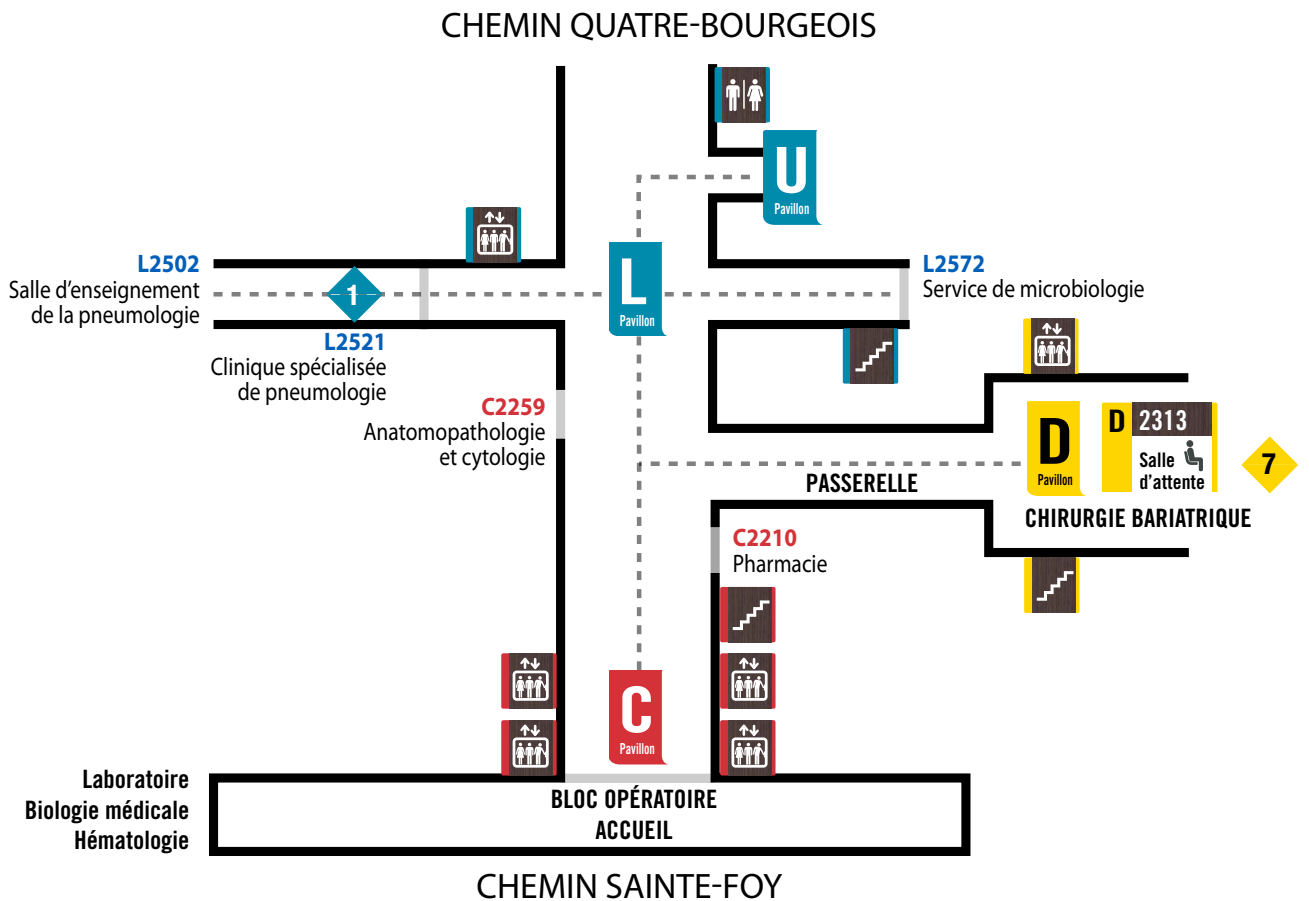 CHEMIN QUATRE-BOURGEOIS
U
Pavillon
L2502
Salle d'enseignement
de la pneumologie
1
L
Pavillon
L2572
Service de microbiologie
L2521
Clinique spécialisée
de pneumologie
C2259
Anatomopathologie
et cytologie
D
Pavillon
D 2313
Salle
d'attente
7
PASSERELLE
CHIRURGIE BARIATRIQUE
C2210
Pharmacie
C
Pavillon
Laboratoire
Biologie médicale
Hématologie
BLOC OPÉRATOIRE
ACCUEIL
CHEMIN SAINTE-FOY